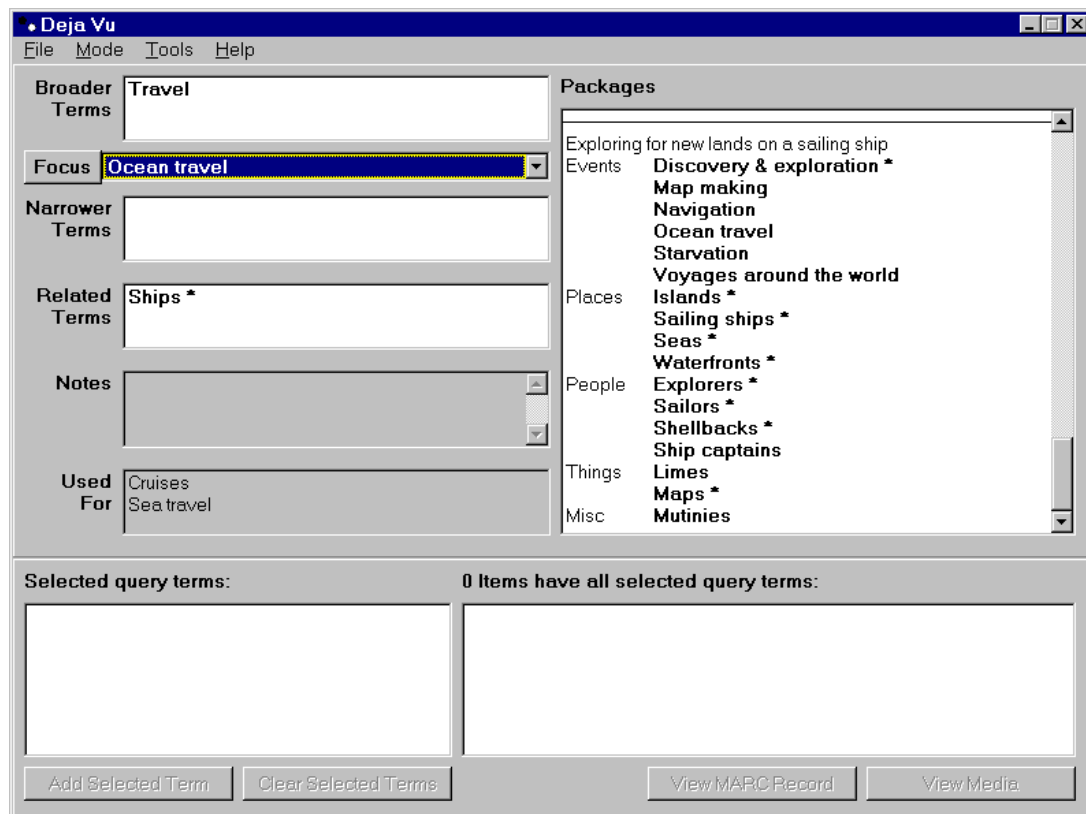 Deja Vu
File Mode Tools Help
Broader Terms
Travel
Focus
Ocean travel
Narrower Terms
Related Terms
Ships *
Notes
Used For
Cruises
Sea travel
Packages
Exploring for new lands on a sailing ship
Events Discovery & exploration *
Map making
Navigation
Ocean travel
Starvation
Voyages around the world
Places Islands *
Sailing ships *
Seas *
Waterfronts *
People Explorers *
Sailors *
Shellbacks *
Ship captains
Things Limes
Maps *
Misc Mutinies
Selected query terms:
0 Items have all selected query terms:
Add Selected Term Clear Selected Terms View MARC Record View Media